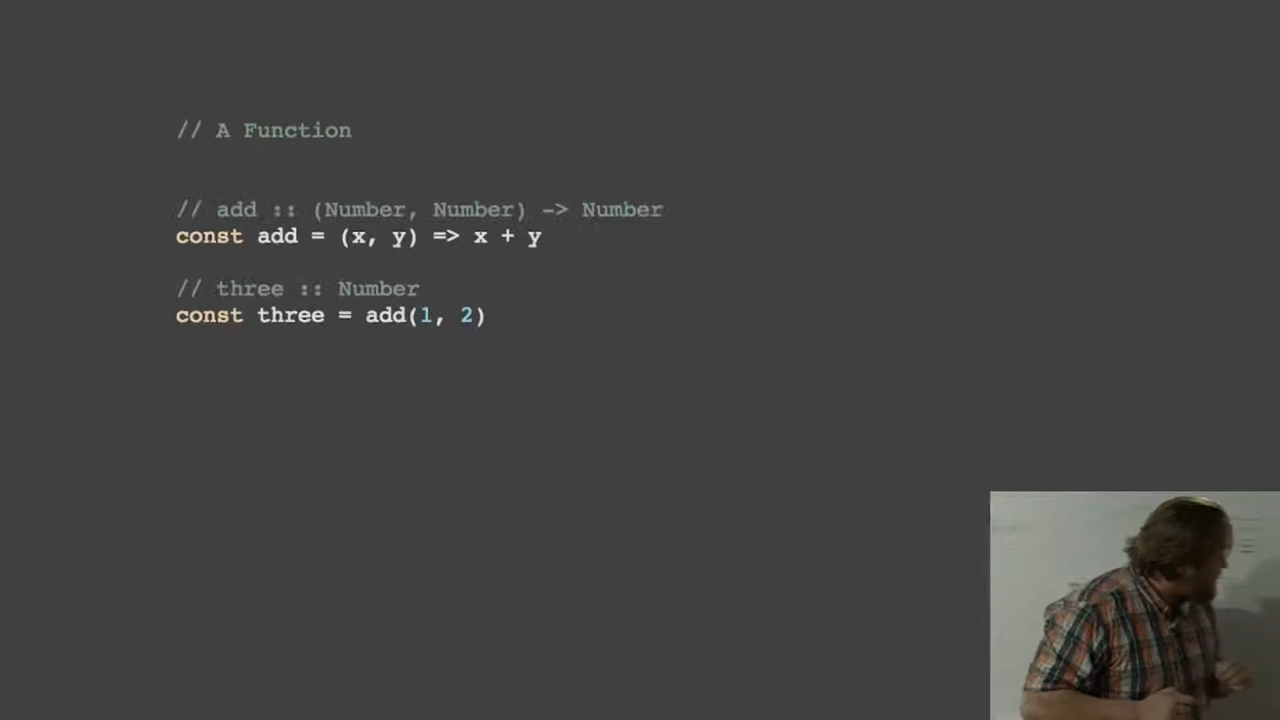 // A Function
// add :: (Number, Number) -> Number
const add = (x, y) => x + y
// three :: Number
const three = add(1, 2)